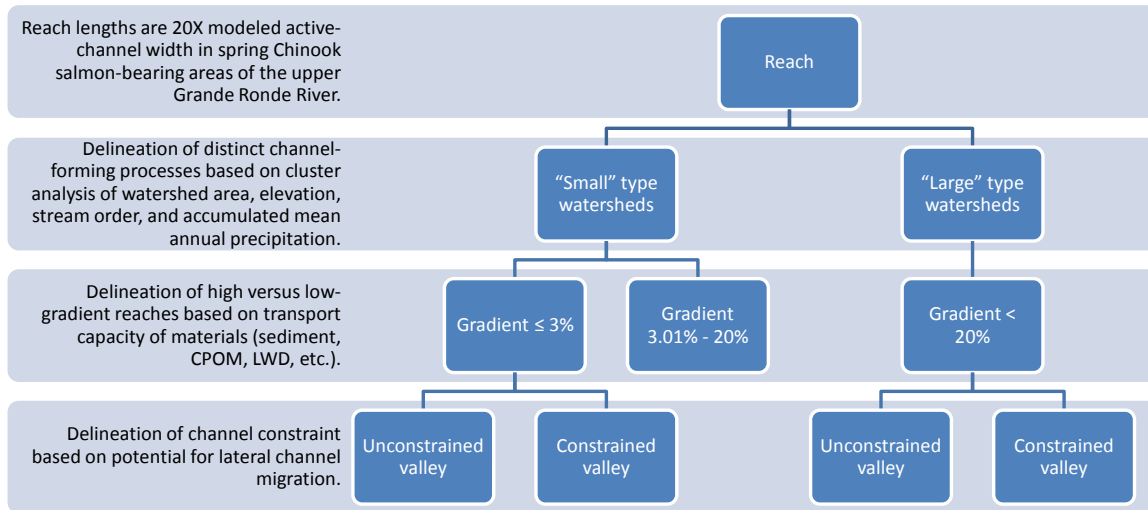 Reach lengths are 20X modeled active-
channel width in spring Chinook
salmon-bearing areas of the upper
Grande Ronde River.
Reach
Delineation of distinct channel-
forming processes based on cluster
analysis of watershed area, elevation,
stream order, and accumulated mean
annual precipitation.
“Small” type
watersheds
“Large” type
watersheds
Delineation of high versus low-
gradient reaches based on transport
capacity of materials (sediment,
CPOM, LWD, etc.).
Gradient ≤ 3%
Gradient
3.01% - 20%
Gradient <
20%
Delineation of channel constraint
based on potential for lateral channel
migration.
Unconstrained
valley
Constrained
valley
Unconstrained
valley
Constrained
valley